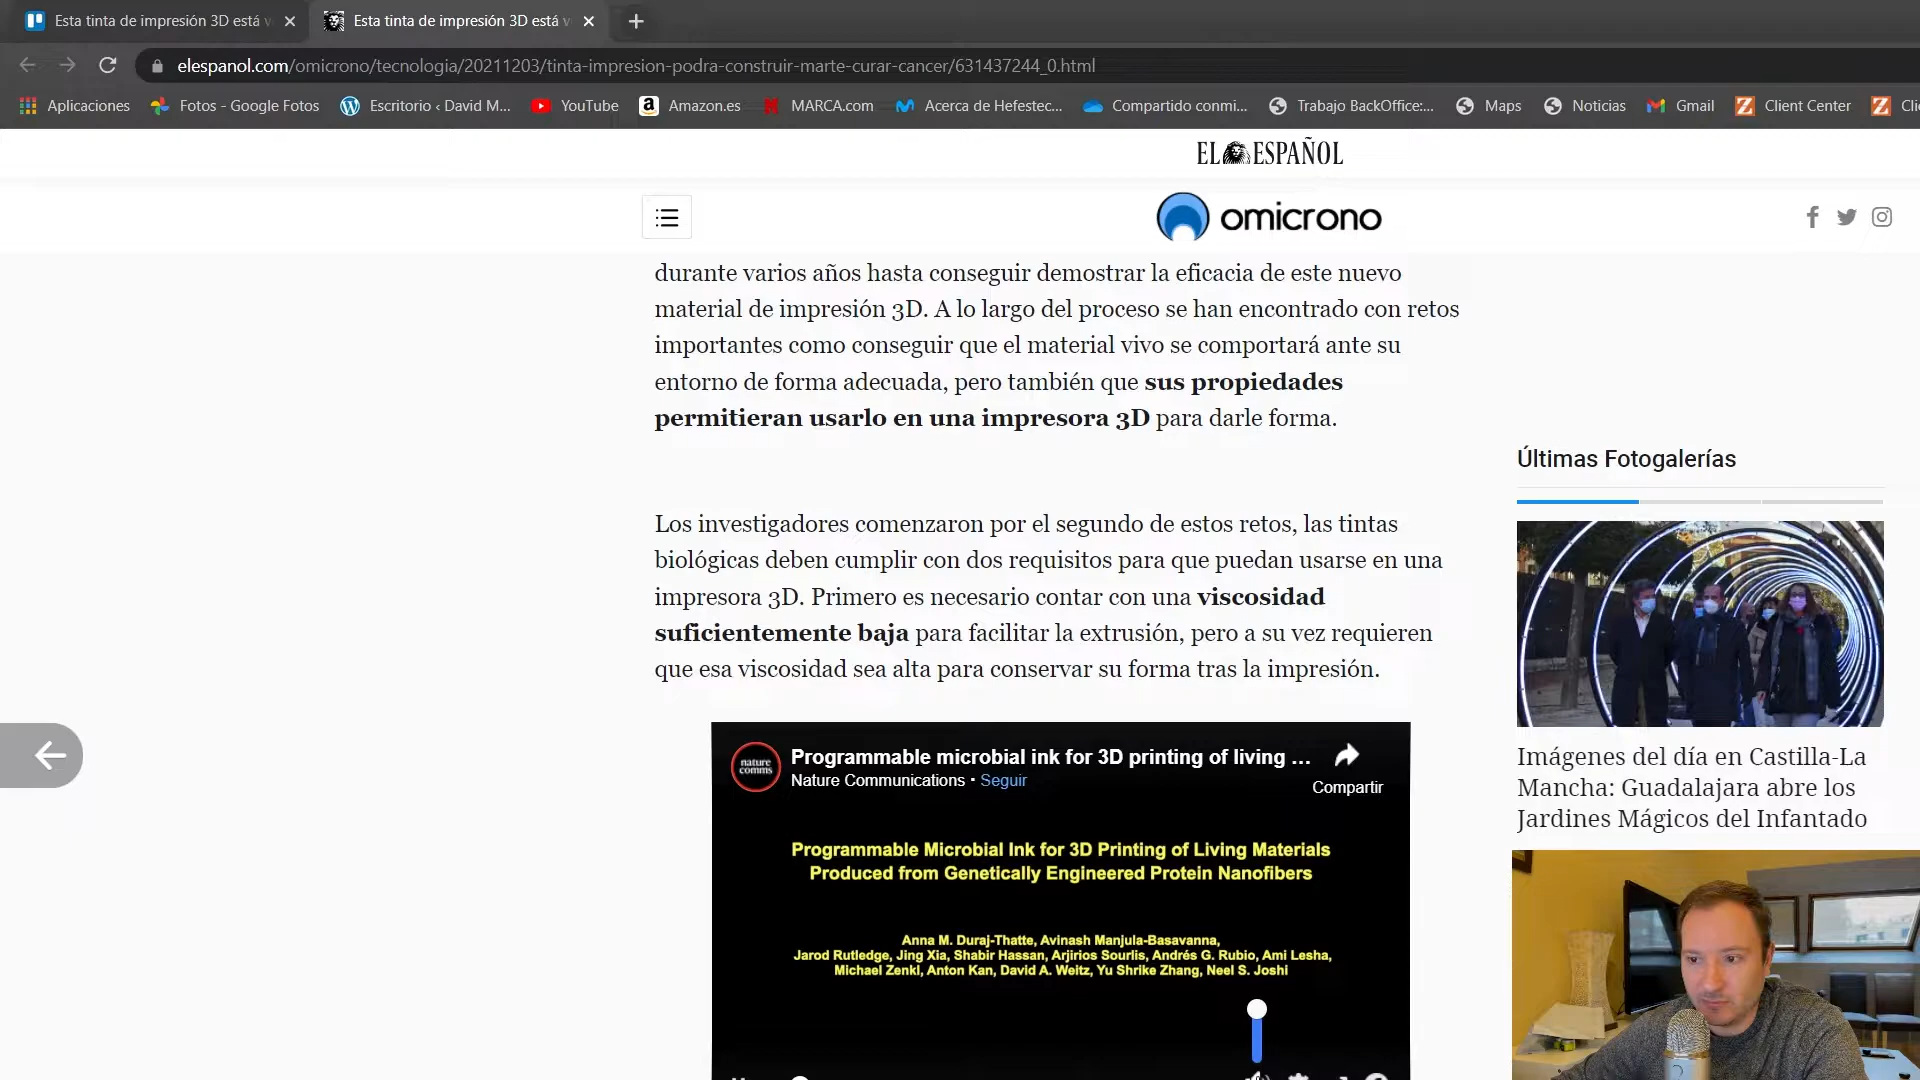 Esta tinta de impresión 3D está v
Esta tinta de impresión 3D está v
elespanol.com/omicrono/tecnologia/20211203/tinta-impresion-podra-construir-marte-curar-cancer/631437244_0.html
Aplicaciones
Fotos - Google Fotos
Escritorio ‹ David M...
YouTube
Amazon.es
MARCA.com
Acerca de Hefestec...
Compartido conmi...
Trabajo BackOffice:...
Maps
Noticias
Gmail
Client Center
Cli
EL ESPAÑOL
omicrono
durante varios años hasta conseguir demostrar la eficacia de este nuevo
material de impresión 3D. A lo largo del proceso se han encontrado con retos
importantes como conseguir que el material vivo se comportará ante su
entorno de forma adecuada, pero también que sus propiedades
permitieran usarlo en una impresora 3D para darle forma.
Los investigadores comenzaron por el segundo de estos retos, las tintas
biológicas deben cumplir con dos requisitos para que puedan usarse en una
impresora 3D. Primero es necesario contar con una viscosidad
suficientemente baja para facilitar la extrusión, pero a su vez requieren
que esa viscosidad sea alta para conservar su forma tras la impresión.
nature
comms
Programmable microbial ink for 3D printing of living ...
Nature Communications · Seguir
Compartir
Programmable Microbial Ink for 3D Printing of Living Materials
Produced from Genetically Engineered Protein Nanofibers
Anna M. Duraj-Thatte, Avinash Manjula-Basavanna,
Jarod Rutledge, Jing Xia, Shabir Hassan, Arjirios Sourlis, Andrés G. Rubio, Ami Lesha,
Michael Zenkl, Anton Kan, David A. Weitz, Yu Shrike Zhang, Neel S. Joshi
Últimas Fotogalerías
Imágenes del día en Castilla-La
Mancha: Guadalajara abre los
Jardines Mágicos del Infantado